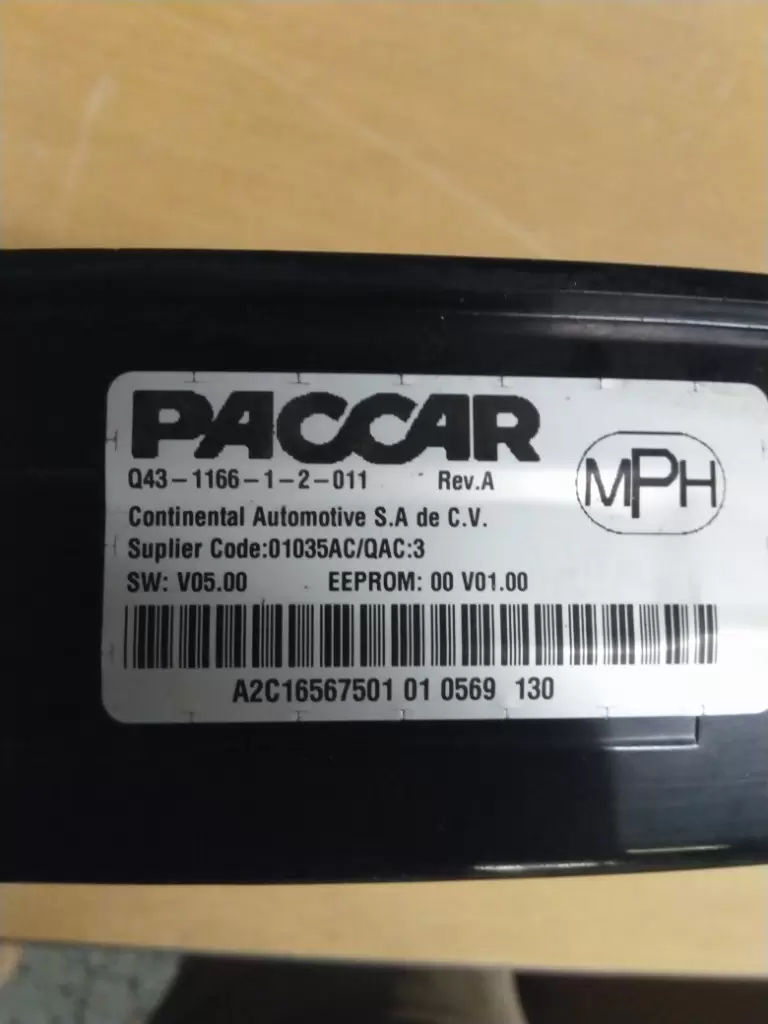 PACCAR
Q43-1166-1-2-011 Rev.A
MPH
Continental Automotive S.A de C.V.
Suplier Code:01035AC/QAC:3
SW: V05.00 EEPROM: 00 V01.00
A2C16567501 01 0569 130